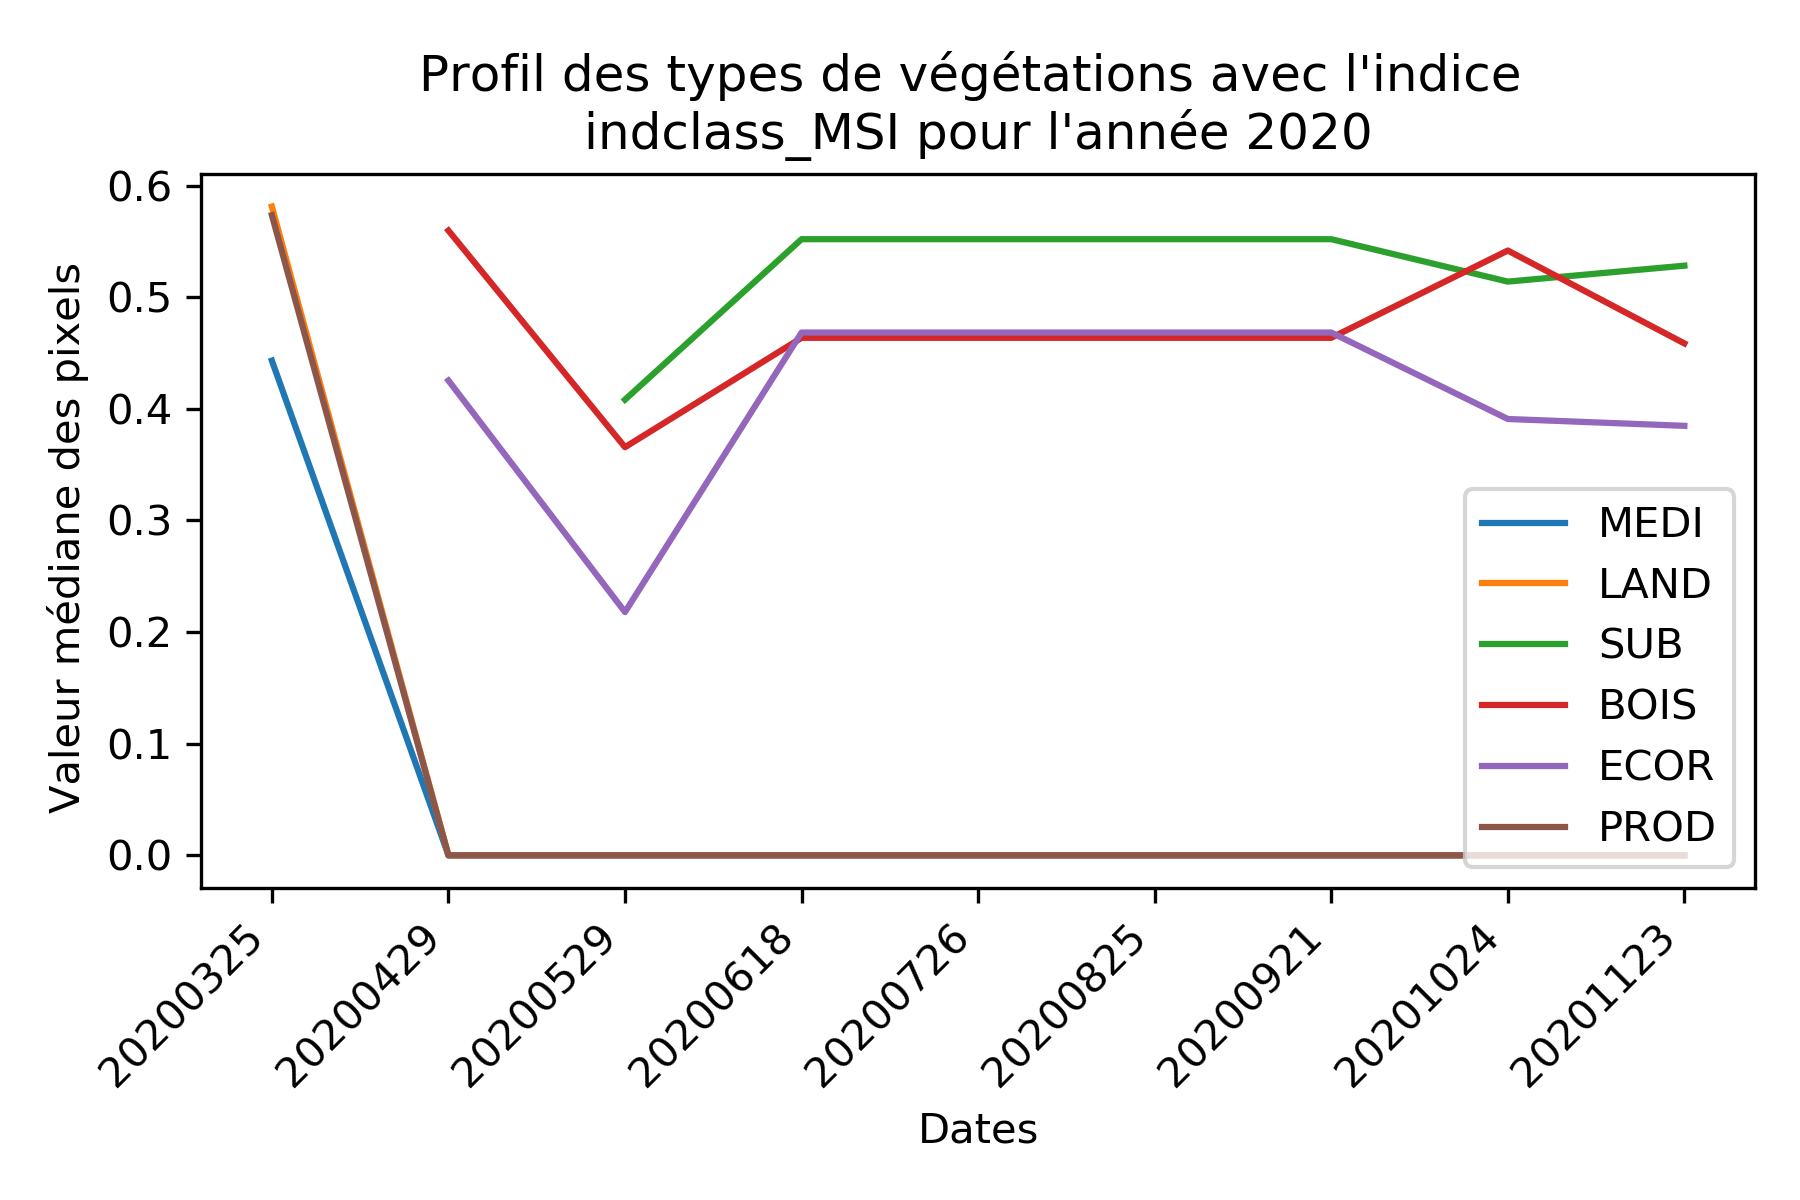 Profil des types de végétations avec l'indice
indclass_MSI pour l'année 2020
Valeur médiane des pixels
0.6
0.5
0.4
0.3
0.2
0.1
0.0
MEDI
LAND
SUB
BOIS
ECOR
PROD
20200325
20200429
20200529
20200618
20200726
20200825
20200921
20201024
20201123
Dates